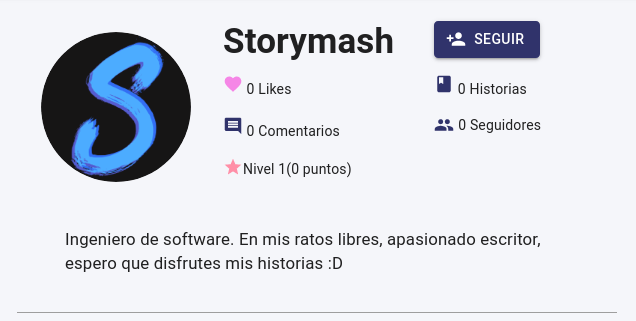 S
Storymash
SEGUIR
0 Likes
0 Historias
0 Comentarios
0 Seguidores
Nivel 1(0 puntos)
Ingeniero de software. En mis ratos libres, apasionado escritor,
espero que disfrutes mis historias :D